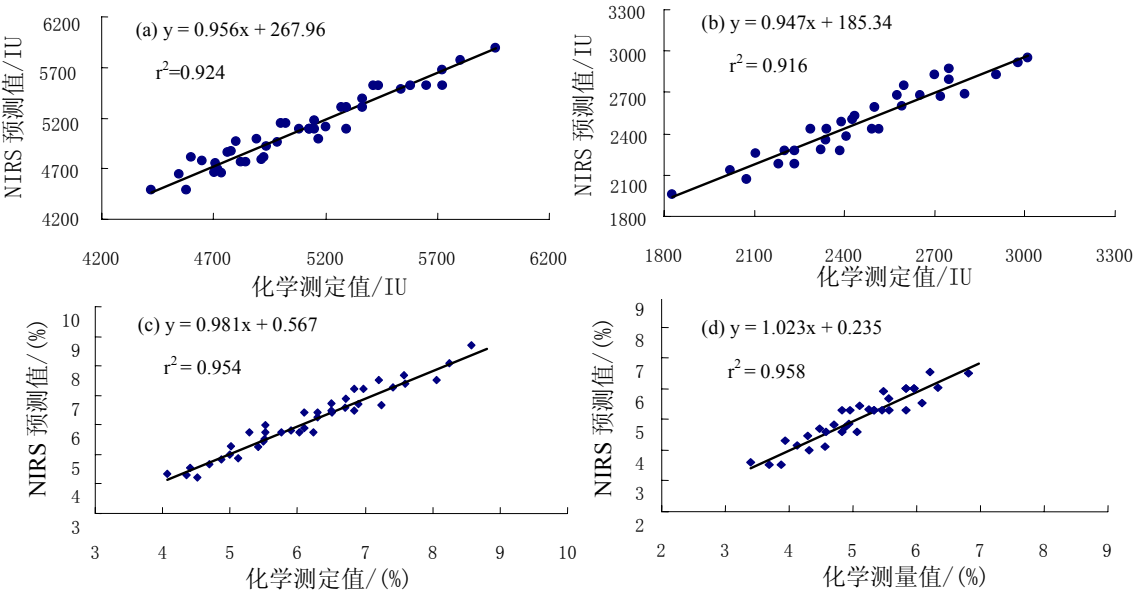 (a) y = 0.956x + 267.96
r²=0.924
NIRS 预测值/IU
6200
5700
5200
4700
4200
4200 4700 5200 5700 6200
化学测定值/IU
(b) y = 0.947x + 185.34
r² = 0.916
NIRS 预测值/IU
3300
3000
2700
2400
2100
1800
1800 2100 2400 2700 3000 3300
化学测定值/IU
(c) y = 0.981x + 0.567
r² = 0.954
NIRS 预测值/(%)
10
9
8
7
6
5
4
3
3 4 5 6 7 8 9 10
化学测定值/(%)
(d) y = 1.023x + 0.235
r² = 0.958
NIRS 预测值/(%)
9
8
7
6
5
4
3
2
2 3 4 5 6 7 8 9
化学测量值/(%)